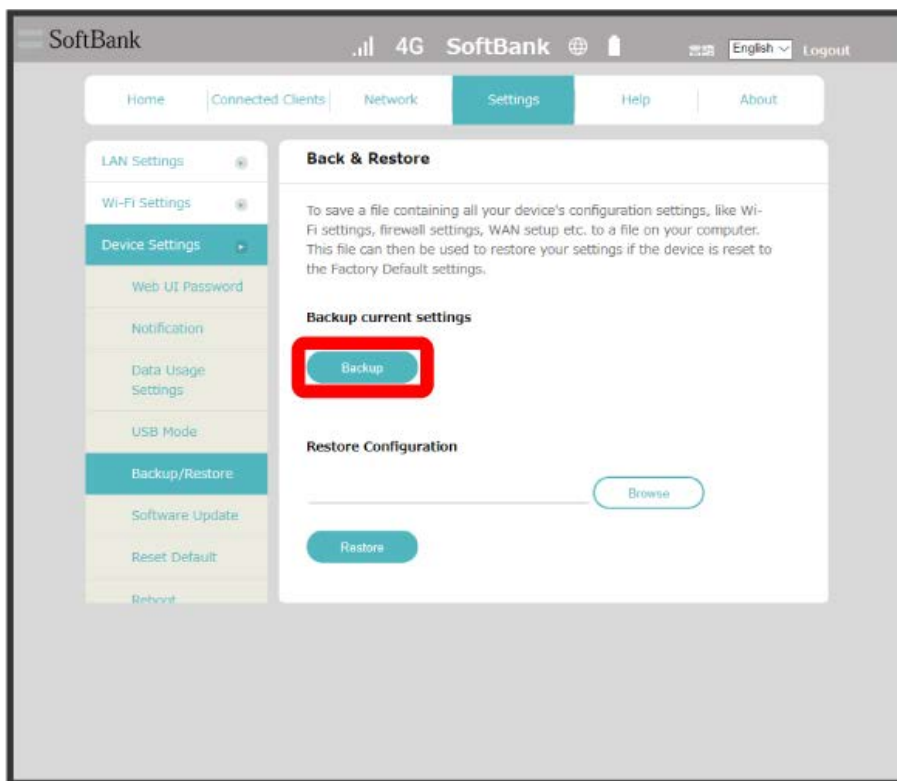 SoftBank
4G SoftBank
言語 English Logout
Home Connected Clients Network Settings Help About
LAN Settings
Wi-Fi Settings
Device Settings
Web UI Password
Notification
Data Usage
Settings
USB Mode
Backup/Restore
Software Update
Reset Default
Reboot
Back & Restore
To save a file containing all your device's configuration settings, like Wi-
Fi settings, firewall settings, WAN setup etc. to a file on your computer.
This file can then be used to restore your settings if the device is reset to
the Factory Default settings.
Backup current settings
Backup
Restore Configuration
Browse
Restore